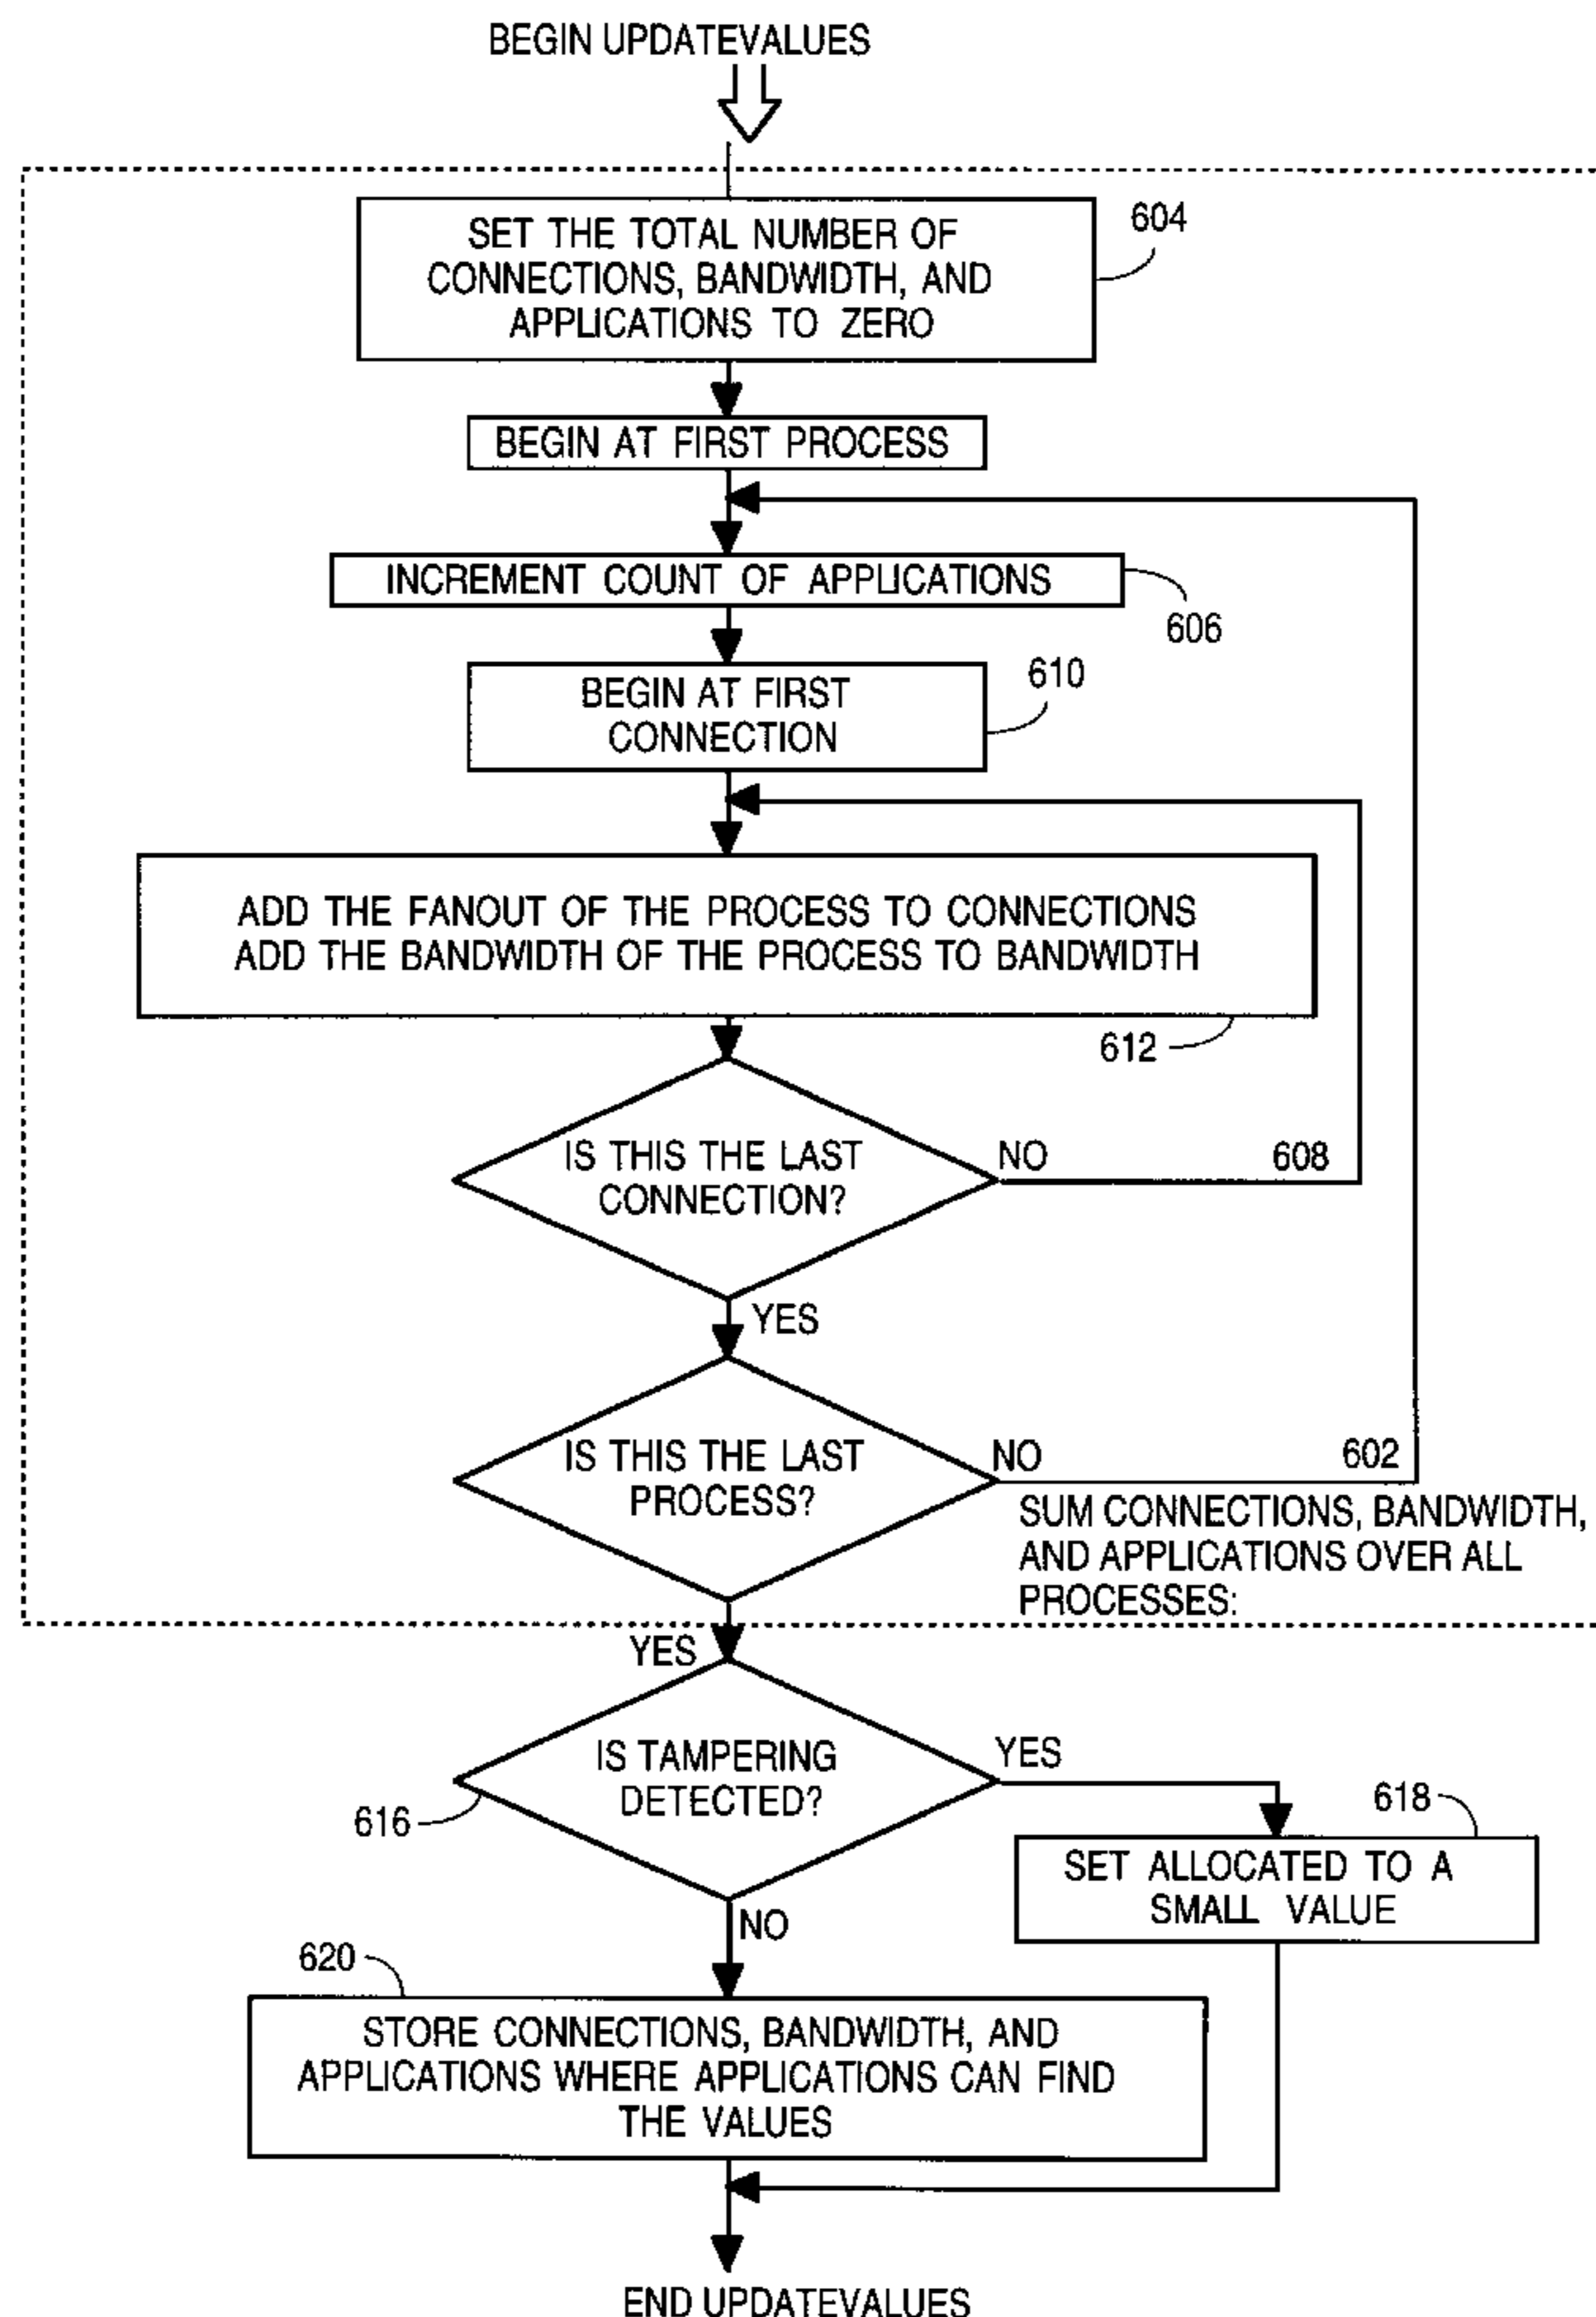 BEGIN UPDATEVALUES
SET THE TOTAL NUMBER OF
CONNECTIONS, BANDWIDTH, AND
APPLICATIONS TO ZERO
604
BEGIN AT FIRST PROCESS
INCREMENT COUNT OF APPLICATIONS
606
BEGIN AT FIRST
CONNECTION
610
ADD THE FANOUT OF THE PROCESS TO CONNECTIONS
ADD THE BANDWIDTH OF THE PROCESS TO BANDWIDTH
612
IS THIS THE LAST
CONNECTION?
NO
608
YES
IS THIS THE LAST
PROCESS?
NO
602
SUM CONNECTIONS, BANDWIDTH,
AND APPLICATIONS OVER ALL
PROCESSES:
YES
IS TAMPERING
DETECTED?
616
YES
618
SET ALLOCATED TO A
SMALL VALUE
NO
620
STORE CONNECTIONS, BANDWIDTH, AND
APPLICATIONS WHERE APPLICATIONS CAN FIND
THE VALUES
END UPDATEVALUES